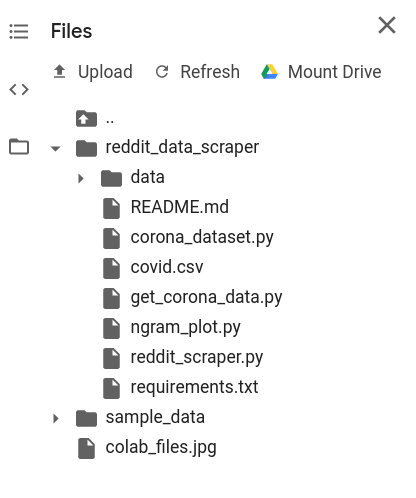 Files
Upload Refresh Mount Drive
..
reddit_data_scraper
data
README.md
corona_dataset.py
covid.csv
get_corona_data.py
ngram_plot.py
reddit_scraper.py
requirements.txt
sample_data
colab_files.jpg